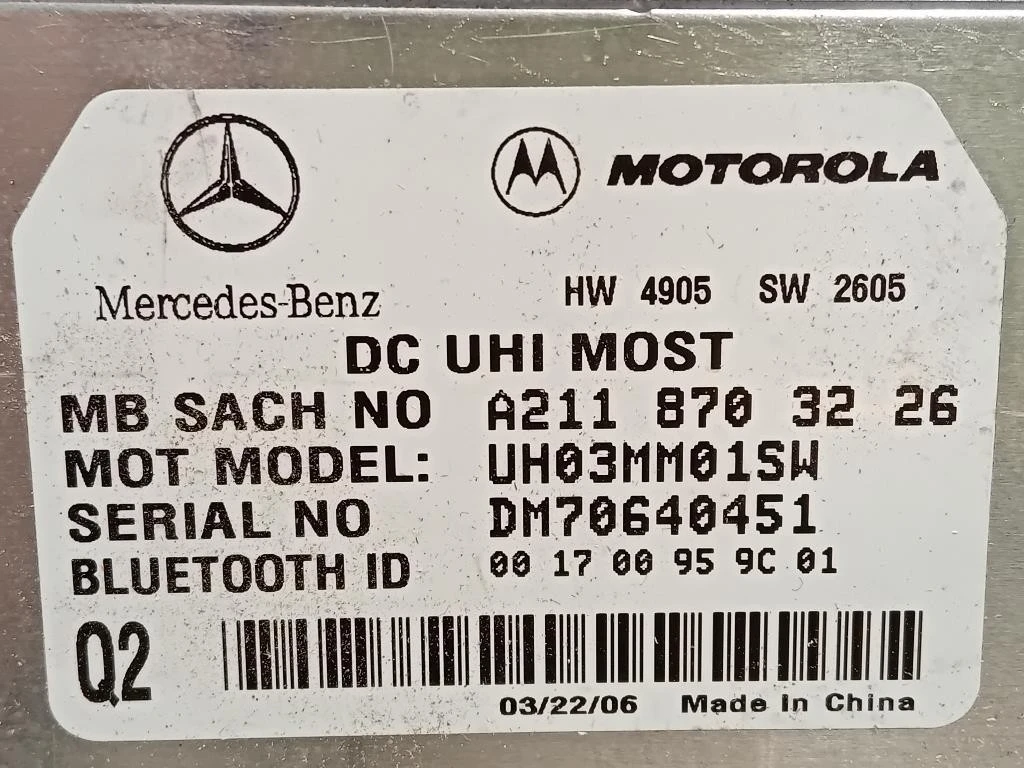 MOTOROLA
Mercedes-Benz
HW 4905 SW 2605
DC UHI MOST
MB SACH NO A211 870 32 26
MOT MODEL: UH03MM01SW
SERIAL NO DM70640451
BLUETOOTH ID 00 17 00 95 9C 01
Q2
03/22/06 Made in China